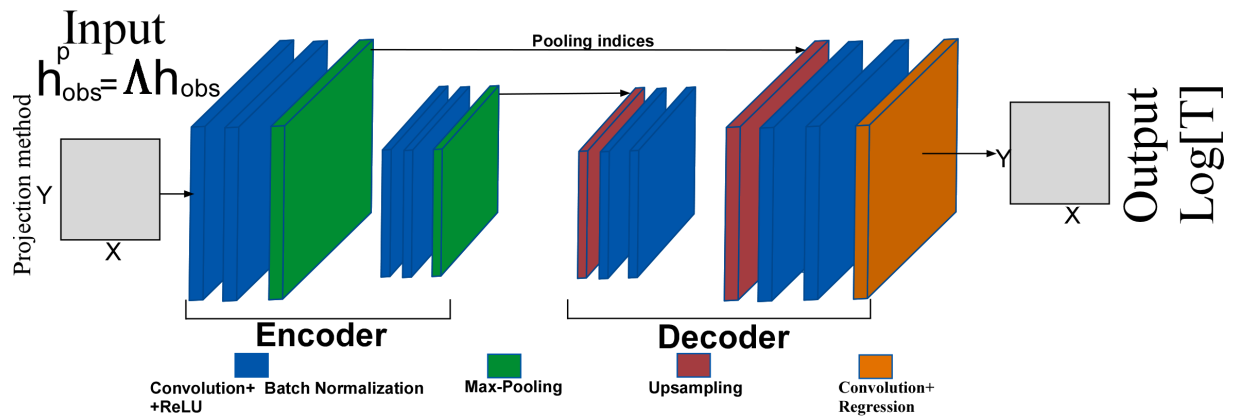 Input
h^p_obs = Λh_obs
Projection method
Y
X
Pooling indices
Y
X
Output
Log[T]
Encoder
Decoder
Convolution+ Batch Normalization
+ReLU
Max-Pooling
Upsampling
Convolution+
Regression